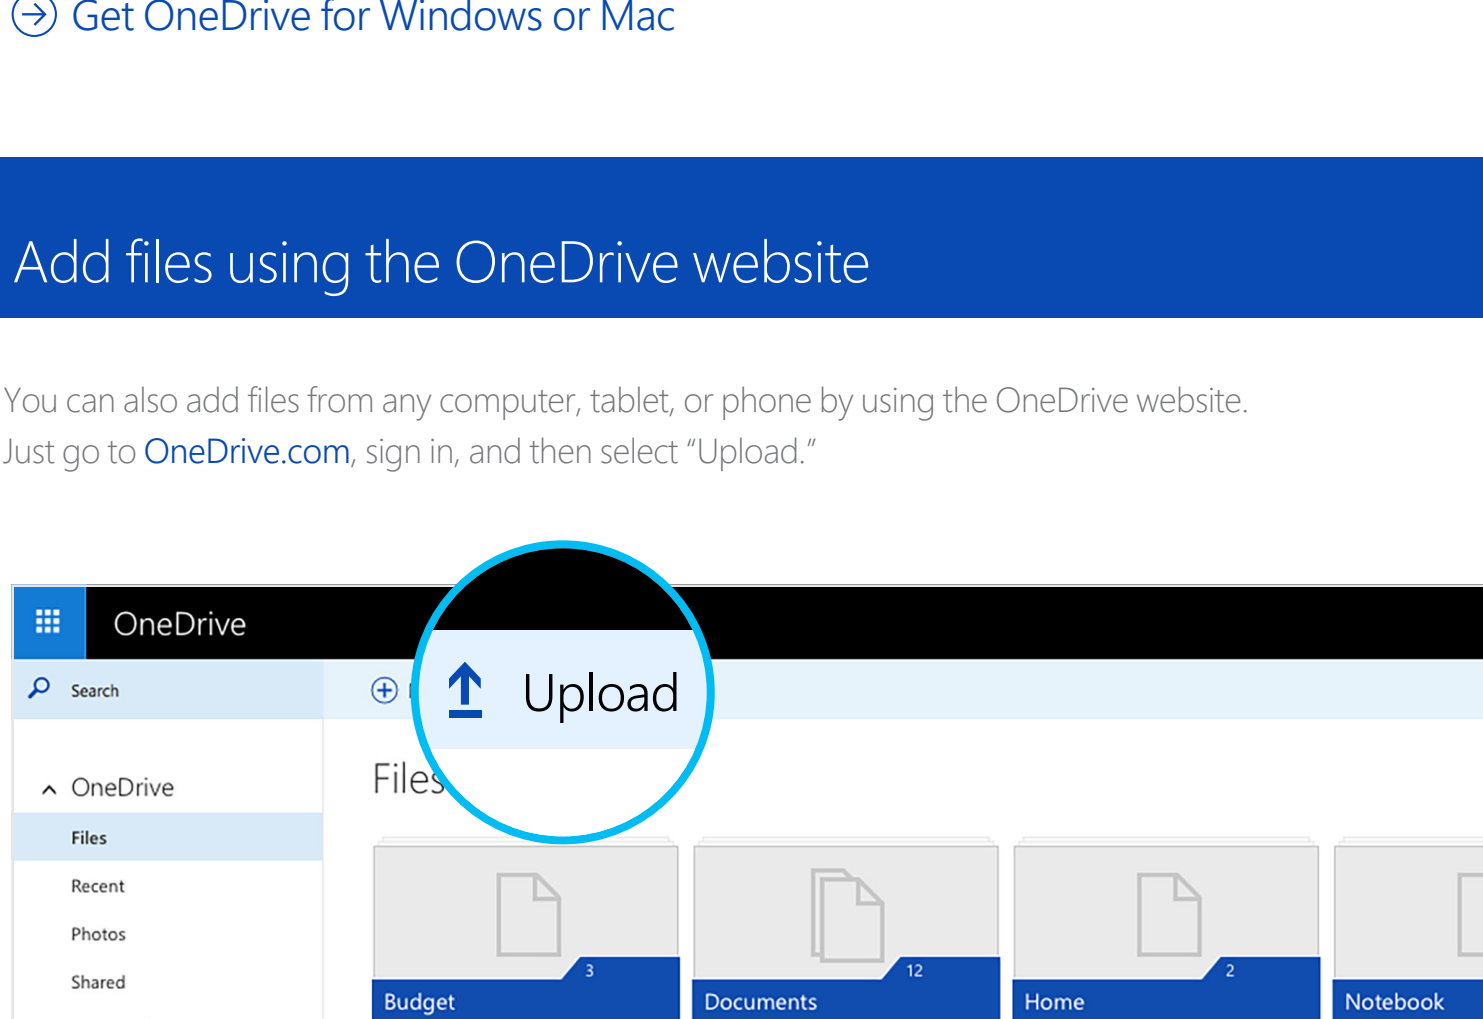 Get OneDrive for Windows or Mac
Add files using the OneDrive website
You can also add files from any computer, tablet, or phone by using the OneDrive website.
Just go to OneDrive.com, sign in, and then select “Upload.”
OneDrive
Search
Upload
OneDrive
Files
Recent
Photos
Shared
Files
3
Budget
12
Documents
2
Home
Notebook